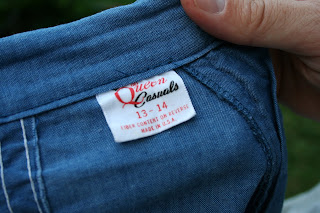 Queen
Casuals
13 - 14
FIBER CONTENT ON REVERSE
MADE IN U.S.A.